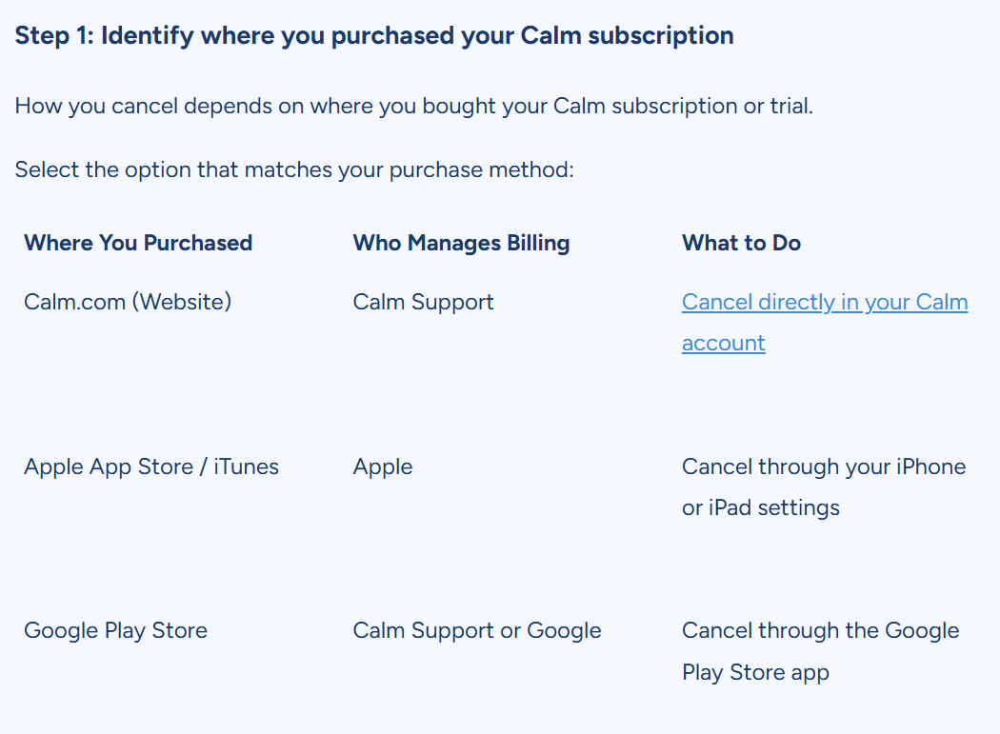 Step 1: Identify where you purchased your Calm subscription
How you cancel depends on where you bought your Calm subscription or trial.
Select the option that matches your purchase method:
Where You Purchased
Who Manages Billing
What to Do
Calm.com (Website)
Calm Support
Cancel directly in your Calm
account
Apple App Store / iTunes
Apple
Cancel through your iPhone
or iPad settings
Google Play Store
Calm Support or Google
Cancel through the Google
Play Store app